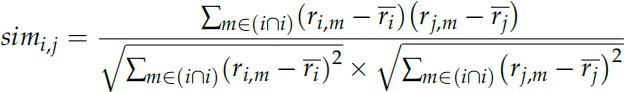 $$sim_{i,j} = \frac{\sum_{m \in (i \cap i)} (r_{i,m} - \overline{r_i})(r_{j,m} - \overline{r_j})}{\sqrt{\sum_{m \in (i \cap i)} (r_{i,m} - \overline{r_i})^2} \times \sqrt{\sum_{m \in (i \cap i)} (r_{j,m} - \overline{r_j})^2}}$$